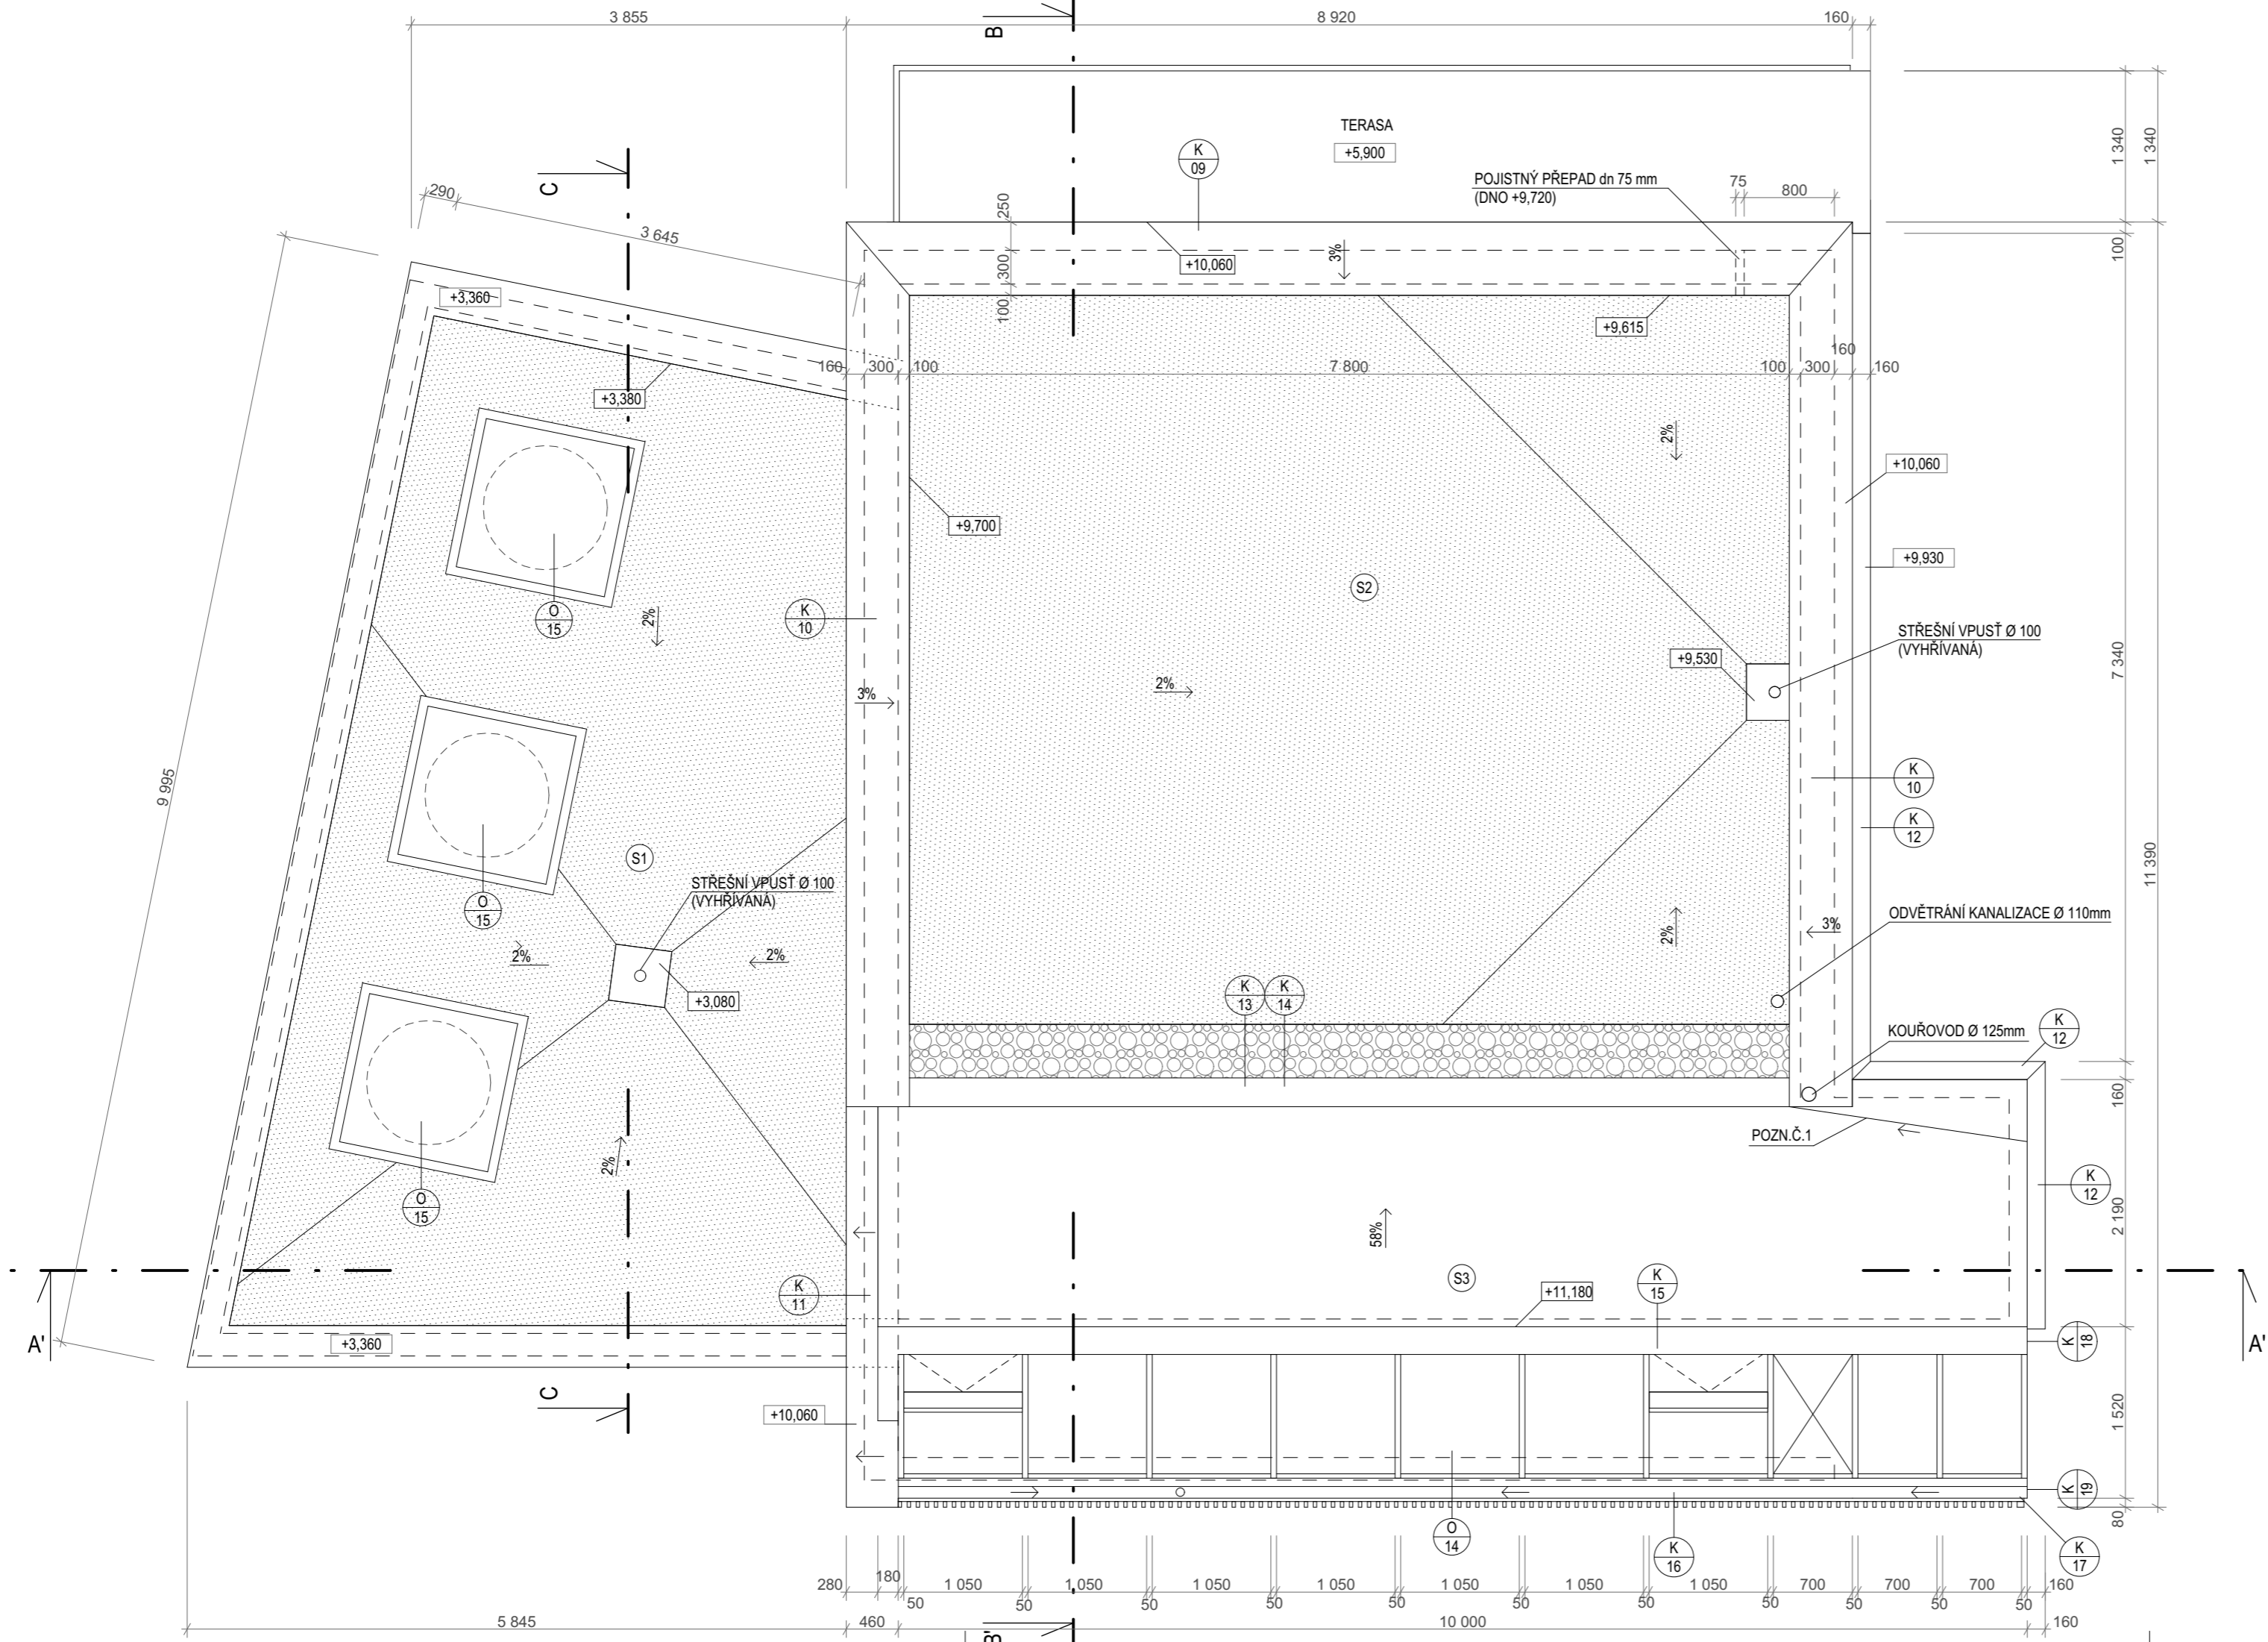 3 855
8 920
160
B
TERASA
+5,900
K
09
POJISTNÝ PŘEPAD dn 75 mm
(DNO +9,720)
75
800
1 340
1 340
C
290
3 645
250
300
100
+10,060
3%
100
+3,360
+9,615
+3,380
160
300
100
7 800
100
300
160
160
2%
+10,060
+9,700
+9,930
S2
O
15
2%
K
10
STŘEŠNÍ VPUSŤ Ø 100
(VYHŘÍVANÁ)
+9,530
7 340
3%
2%
9 995
K
10
K
12
11 390
S1
STŘEŠNÍ VPUSŤ Ø 100
(VYHŘÍVANÁ)
O
15
2%
2%
2%
3%
ODVĚTRÁNÍ KANALIZACE Ø 110mm
+3,080
K
13
K
14
KOUŘOVOD Ø 125mm
K
12
160
POZN.Č.1
2%
O
15
K
12
2 190
58%
S3
+11,180
K
15
K
11
A'
+3,360
K
18
A'
C
+10,060
1 520
K
19
80
O
14
K
16
K
17
280
180
1 050
1 050
1 050
1 050
1 050
1 050
1 050
700
700
700
160
50
50
50
50
50
50
50
50
50
50
50
5 845
460
10 000
160
B'